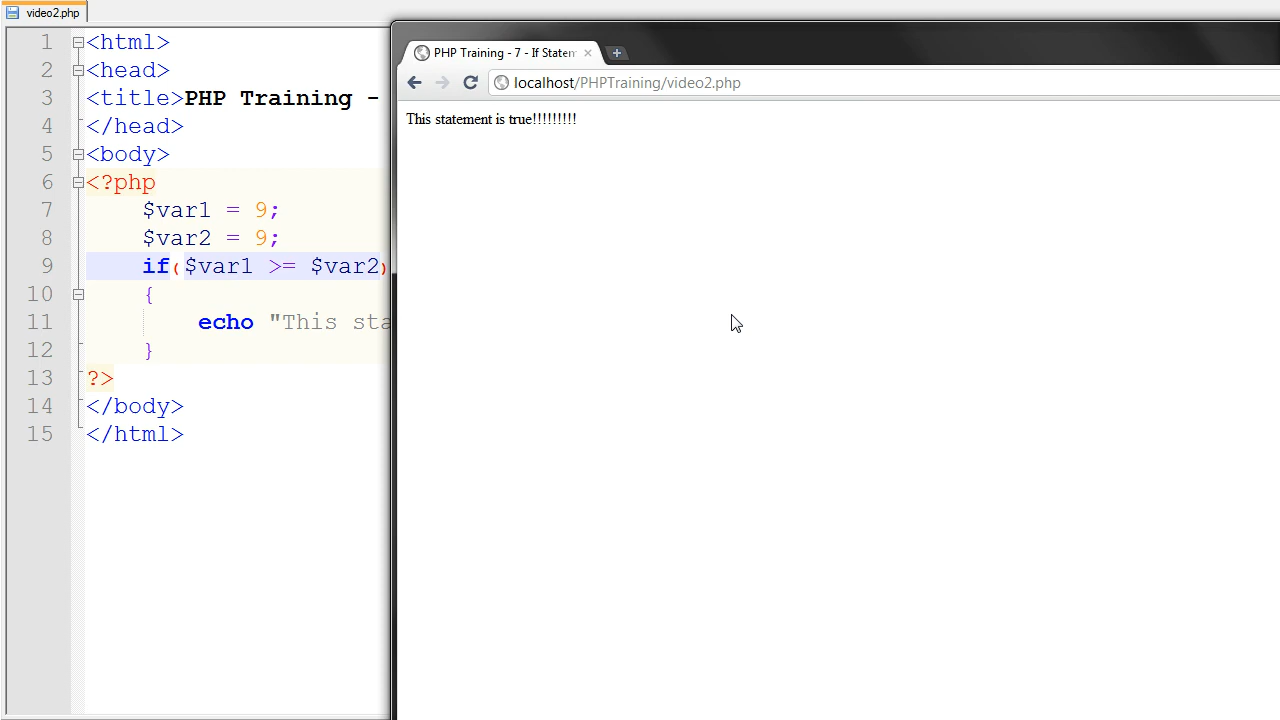 video2.php
1 <html>
2 <head>
3 <title>PHP Training -
4 </head>
5 <body>
6 <?php
7 $var1 = 9;
8 $var2 = 9;
9 if($var1 >= $var2)
10 {
11 echo "This sta
12 }
13 ?>
14 </body>
15 </html>
PHP Training - 7 - If Statem
localhost/PHPTraining/video2.php
This statement is true!!!!!!!!!